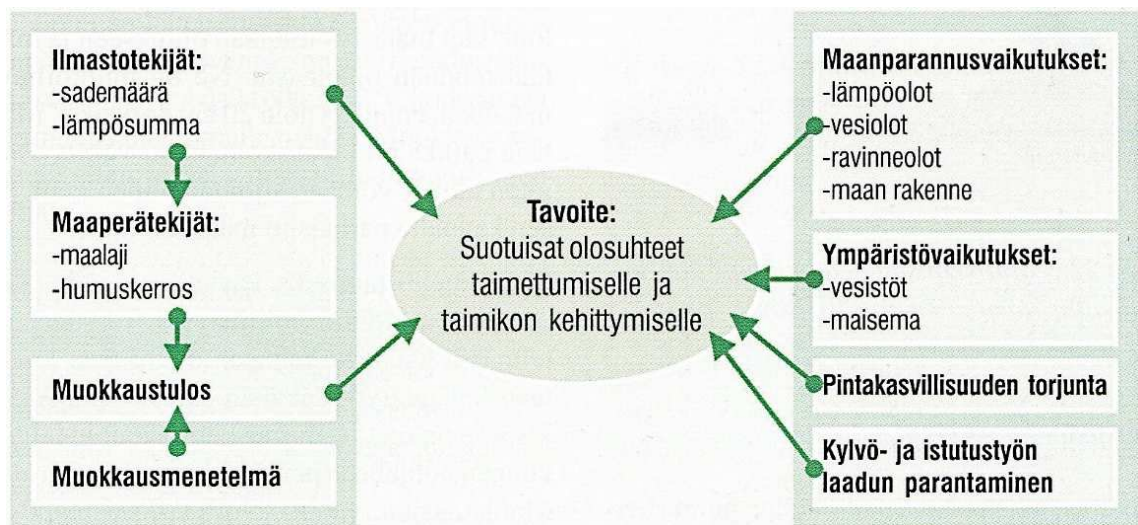 Ilmastotekijät:
-sademäärä
-lämpösumma
Maaperätekijät:
-maalaji
-humuskerros
Muokkaustulos
Muokkausmenetelmä
Tavoite:
Suotuisat olosuhteet
taimettumiselle ja
taimikon kehittymiselle
Maanparannusvaikutukset:
-lämpöolot
-vesiolot
-ravinneolot
-maan rakenne
Ympäristövaikutukset:
-vesistöt
-maisema
Pintakasvillisuuden torjunta
Kylvö- ja istutustyön
laadun parantaminen